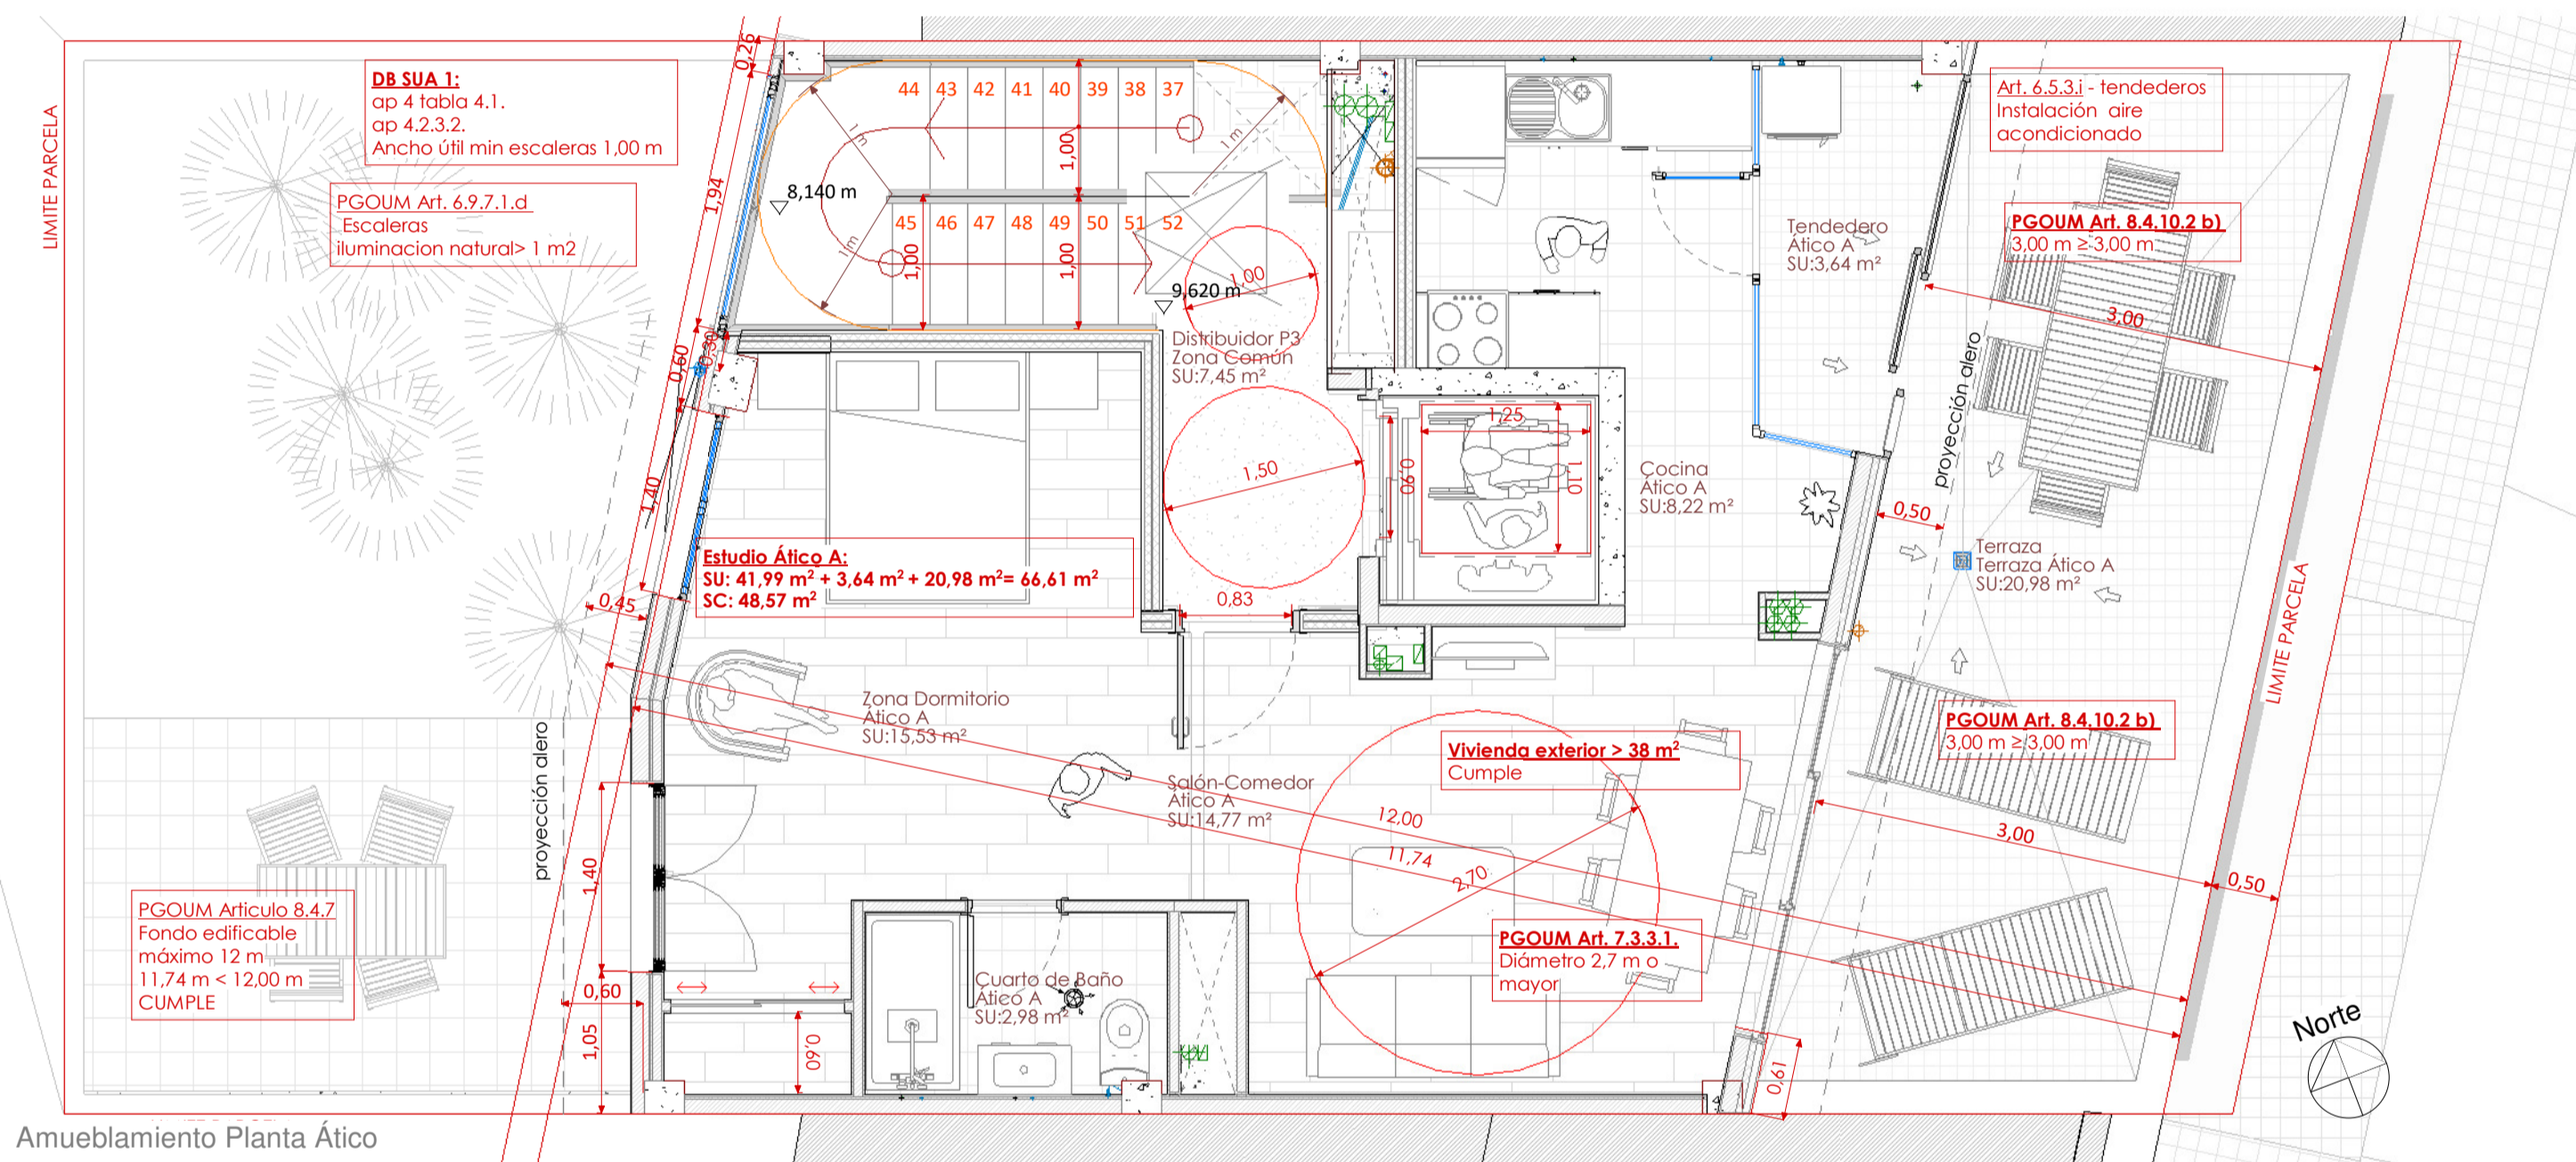 LIMITE PARCELA
DB SUA 1:
ap 4 tabla 4.1.
ap 4.2.3.2.
Ancho útil min escaleras 1,00 m
PGOUM Art. 6.9.7.1.d
Escaleras
iluminacion natural> 1 m2
0,26
1,94
44 43 42 41 40 39 38 37
1 m
1 m
1,00
8,140 m
45 46 47 48 49 50 51 52
1 m
1,00
1,00
1,00
9,620 m
Distribuidor P3
Zona Común
SU:7,45 m²
0,60
0,30
1,40
0,45
1,50
0,90
1,25
1,10
0,83
Tendedero
Ático A
SU:3,64 m²
Cocina
Ático A
SU:8,22 m²
Art. 6.5.3.i - tendederos
Instalación aire
acondicionado
PGOUM Art. 8.4.10.2 b)
3,00 m ≥ 3,00 m
3,00
proyección alero
0,50
Terraza
Terraza Ático A
SU:20,98 m²
LIMITE PARCELA
Estudio Ático A:
SU: 41,99 m² + 3,64 m² + 20,98 m²= 66,61 m²
SC: 48,57 m²
Zona Dormitorio
Ático A
SU:15,53 m²
Salón-Comedor
Ático A
SU:14,77 m²
Vivienda exterior > 38 m²
Cumple
12,00
11,74
2,70
PGOUM Art. 7.3.3.1.
Diámetro 2,7 m o
mayor
PGOUM Art. 8.4.10.2 b)
3,00 m ≥ 3,00 m
3,00
0,50
proyección alero
1,40
0,60
1,05
PGOUM Articulo 8.4.7
Fondo edificable
máximo 12 m
11,74 m < 12,00 m
CUMPLE
0,60
Cuarto de Baño
Ático A
SU:2,98 m²
0,61
Norte
Amueblamiento Planta Ático